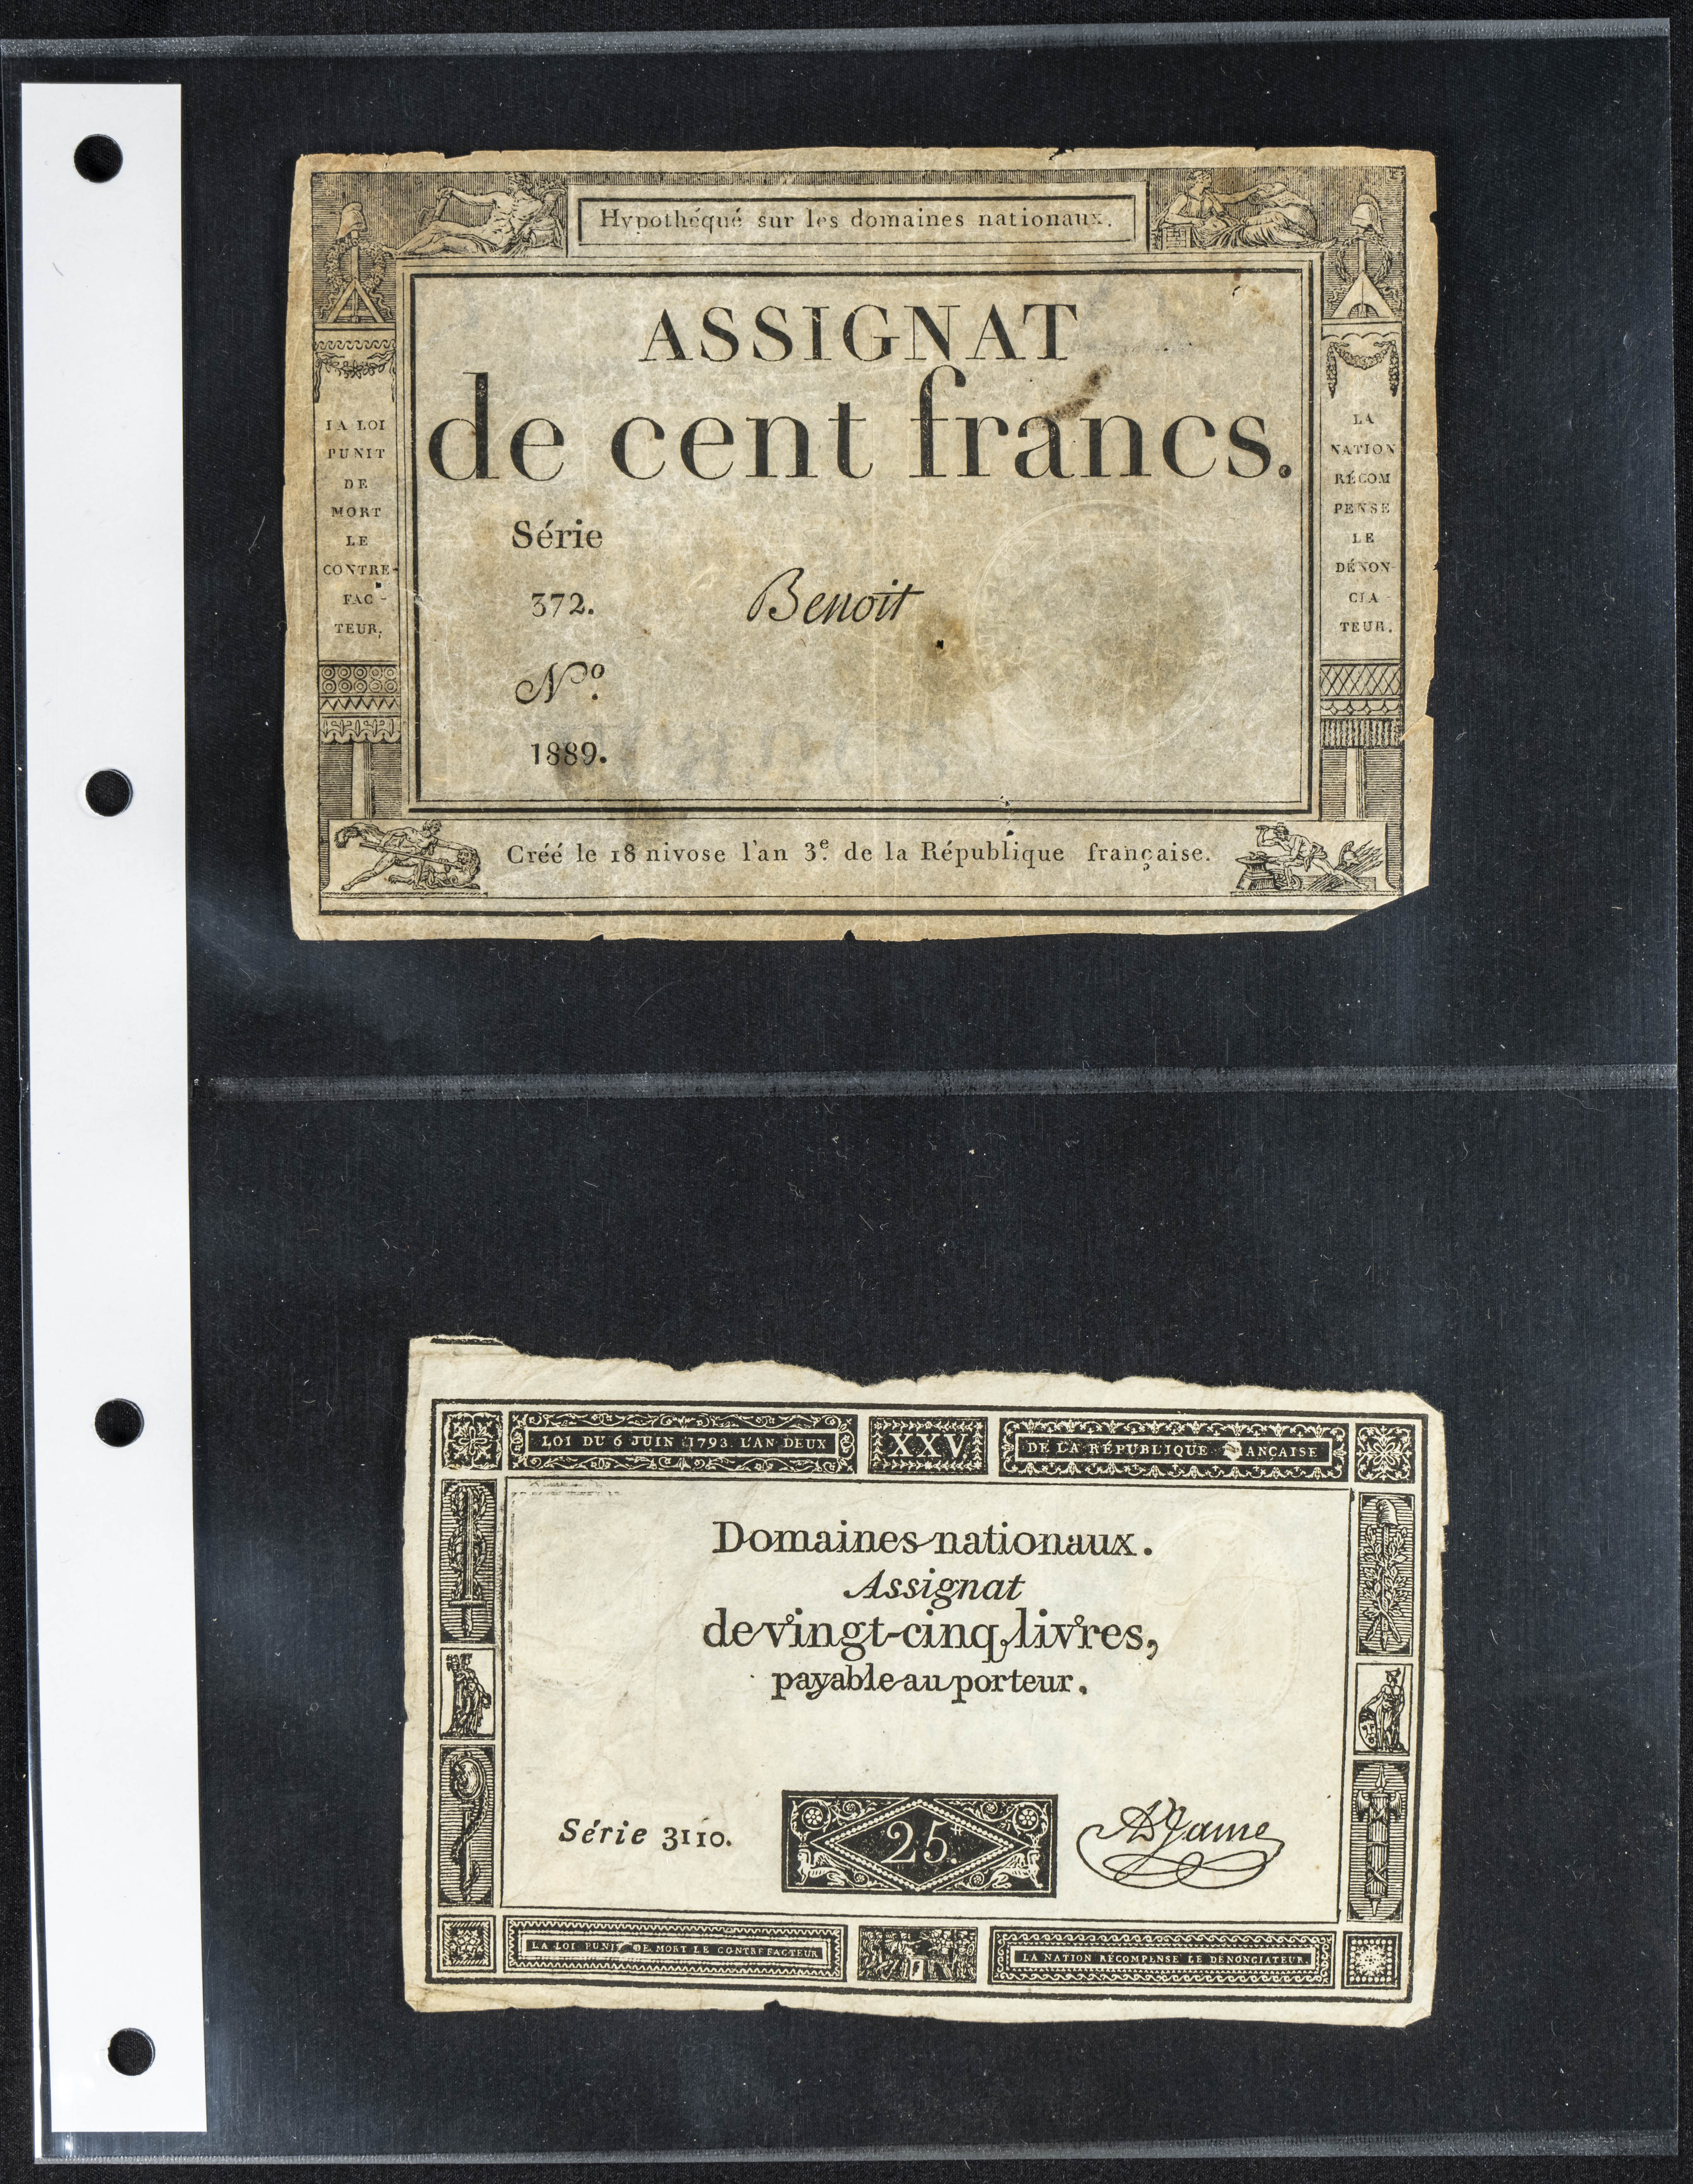 Hypothéqué sur les domaines nationaux.
ASSIGNAT
de cent francs.
LA LOI
PUNIT
DE
MORT
LE
CONTRE-
FAC-
TEUR.
LA
NATION
RÉCOM
PENSE
LE
DÉNON-
CIA-
TEUR.
Série
372.
Benoit
Nº.
1889.
Créé le 18 nivose l'an 3e. de la République française.
LOI DU 6 JUIN 1793. L'AN DEUX
XXV
DE LA RÉPUBLIQUE
Domaines nationaux.
Assignat
de vingt-cinq livres,
payable au porteur.
Série 3110.
25.
AJame
LA LOI PUNIT DE MORT LE CONTREFACTEUR
LA NATION RÉCOMPENSE LE DÉNONCIATEUR.